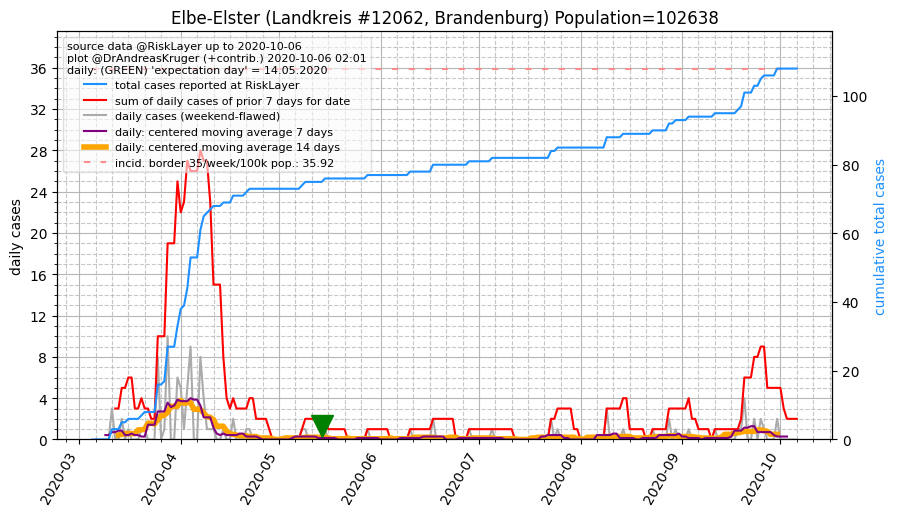 Elbe-Elster (Landkreis #12062, Brandenburg) Population=102638
source data @RiskLayer up to 2020-10-06
plot @DrAndreasKruger (+contrib.) 2020-10-06 02:01
daily: (GREEN) 'expectation day' = 14.05.2020
total cases reported at RiskLayer
sum of daily cases of prior 7 days for date
daily cases (weekend-flawed)
daily: centered moving average 7 days
daily: centered moving average 14 days
incid. border 35/week/100k pop.: 35.92
daily cases
36
32
28
24
20
16
12
8
4
0
cumulative total cases
100
80
60
40
20
0
2020-03
2020-04
2020-05
2020-06
2020-07
2020-08
2020-09
2020-10